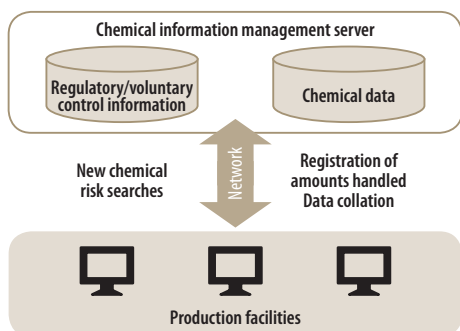 Chemical information management server
Regulatory/voluntary
control information
Chemical data
New chemical
risk searches
Network
Registration of
amounts handled
Data collation
Production facilities